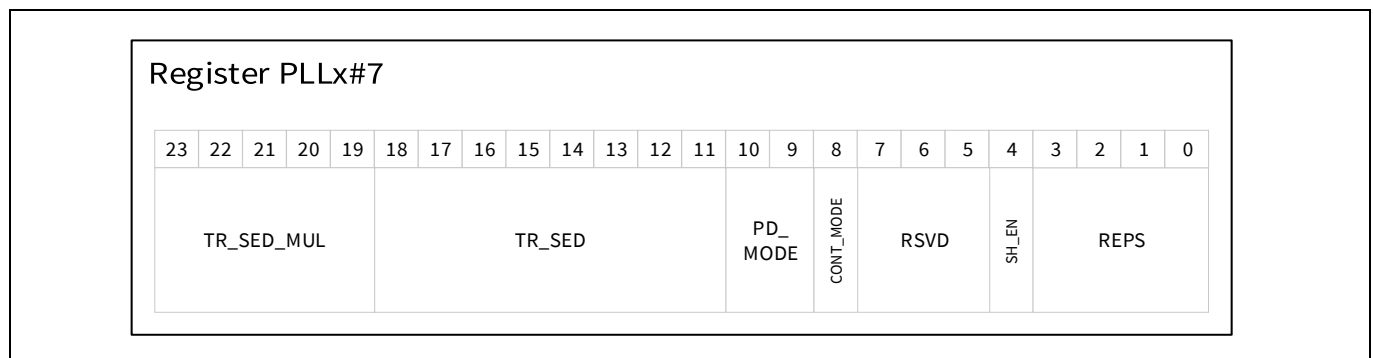 Register PLLx#7
23 22 21 20 19 18 17 16 15 14 13 12 11 10 9 8 7 6 5 4 3 2 1 0
TR_SED_MUL TR_SED PD_ MODE CONT_MODE RSVD SH_EN REPS